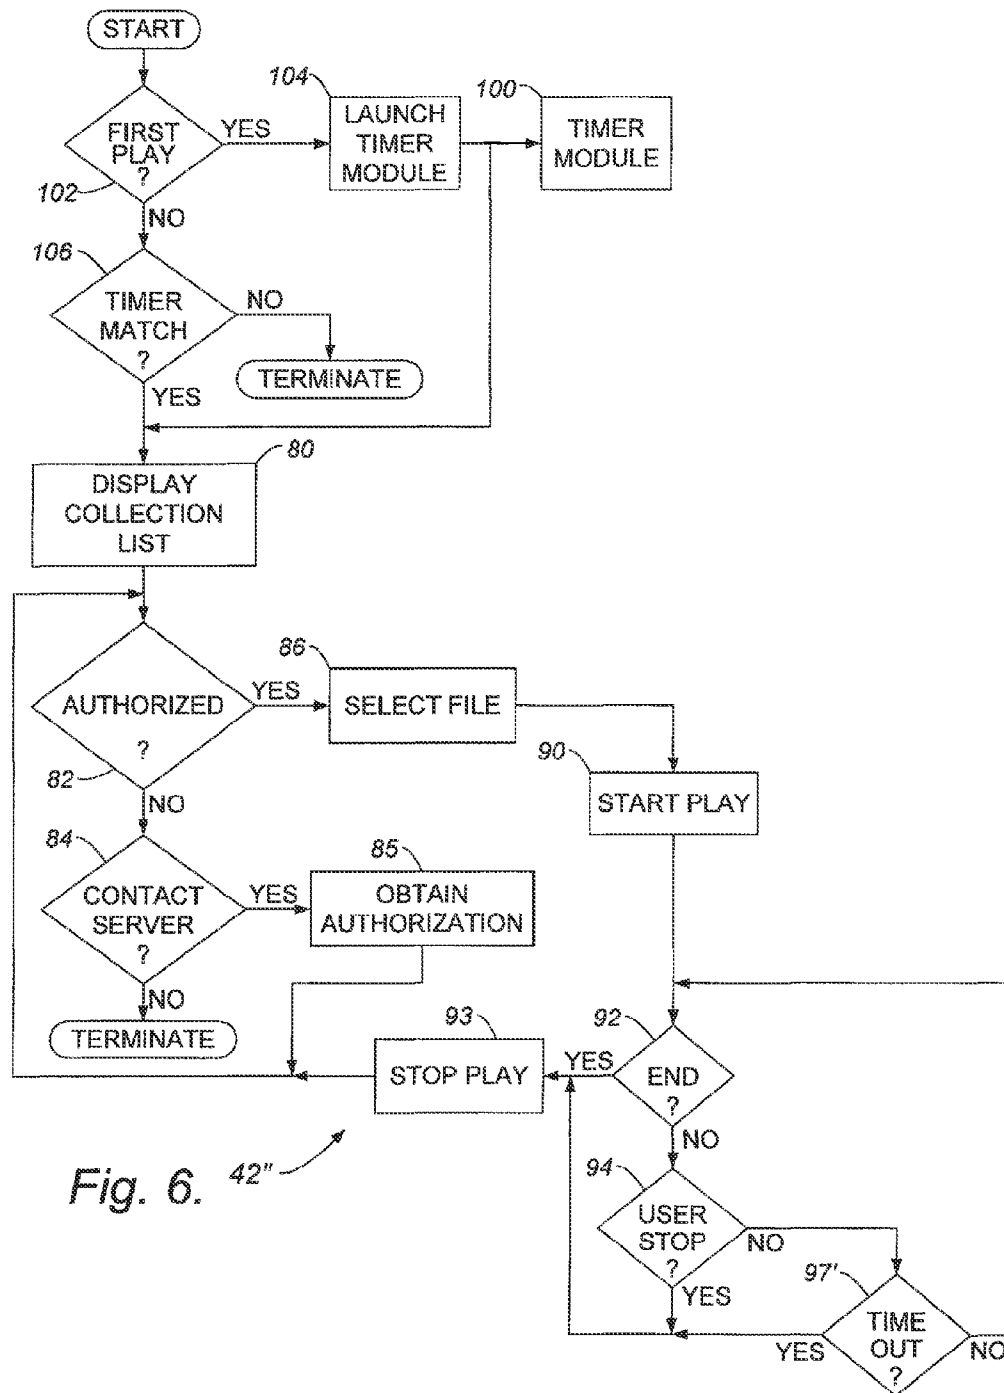 START
104
100
FIRST
PLAY
?
YES
LAUNCH
TIMER
MODULE
TIMER
MODULE
102
NO
106
TIMER
MATCH
?
NO
TERMINATE
YES
80
DISPLAY
COLLECTION
LIST
86
AUTHORIZED
?
YES
SELECT FILE
82
NO
90
START PLAY
84
85
CONTACT
SERVER
?
YES
OBTAIN
AUTHORIZATION
NO
TERMINATE
93
STOP PLAY
92
YES
END
?
NO
Fig. 6.
42"
94
USER
STOP
?
NO
YES
97'
TIME
OUT
?
YES
NO